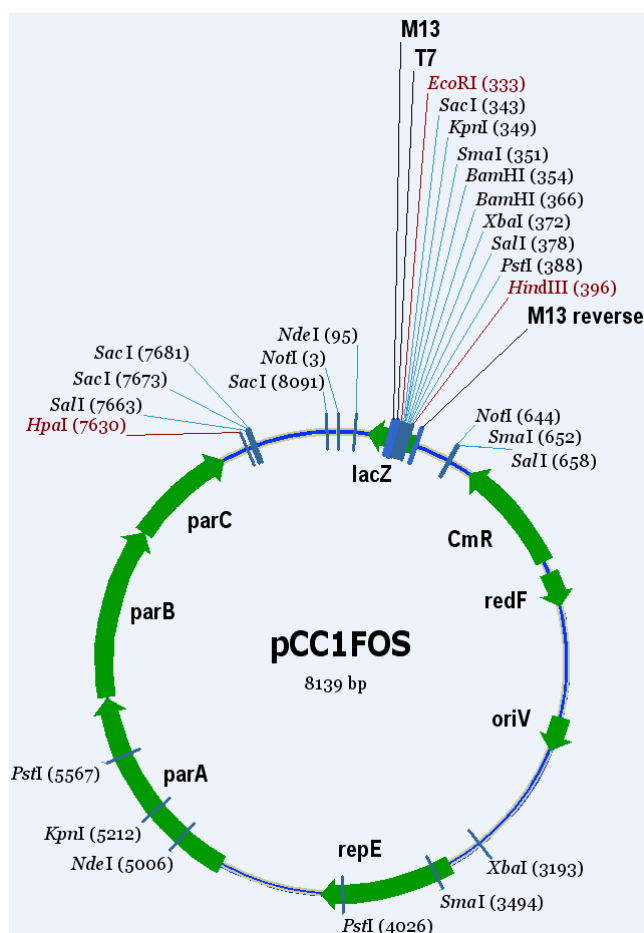 M13
T7
EcoRI (333)
SacI (343)
KpnI (349)
SmaI (351)
BamHI (354)
BamHI (366)
XbaI (372)
SalI (378)
PstI (388)
HindIII (396)
M13 reverse
NdeI (95)
NotI (3)
SacI (8091)
SacI (7681)
SacI (7673)
SalI (7663)
HpaI (7630)
NotI (644)
SmaI (652)
SalI (658)
lacZ
CmR
redF
oriV
parC
parB
pCC1FOS
8139 bp
parA
PstI (5567)
KpnI (5212)
NdeI (5006)
repE
XbaI (3193)
SmaI (3494)
PstI (4026)